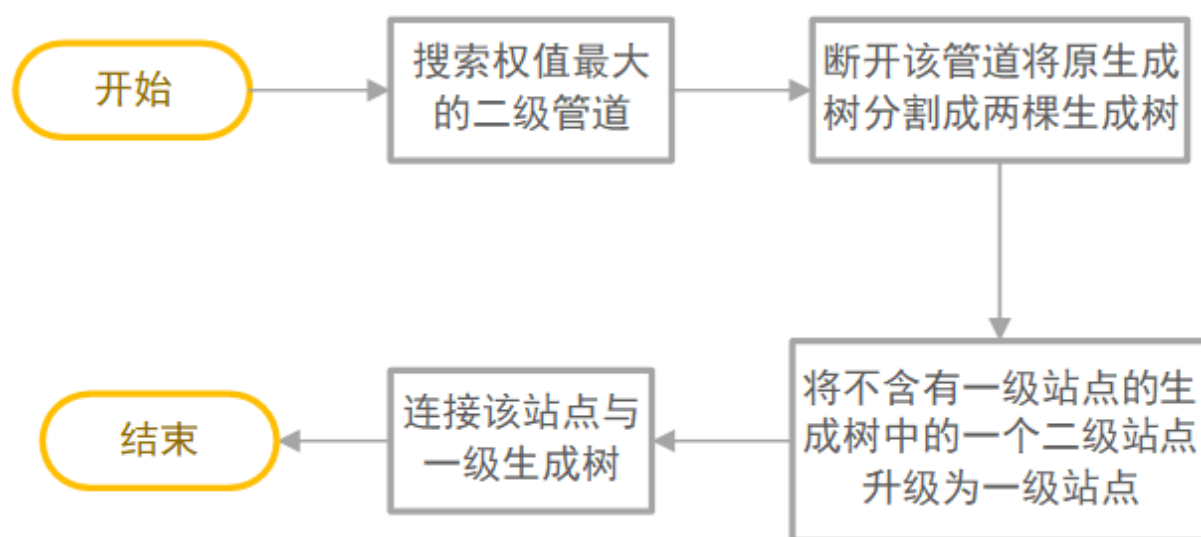 开始
搜索权值最大
的二级管道
断开该管道将原生成
树分割成两棵生成树
将不含有一级站点的生
成树中的一个二级站点
升级为一级站点
连接该站点与
一级生成树
结束